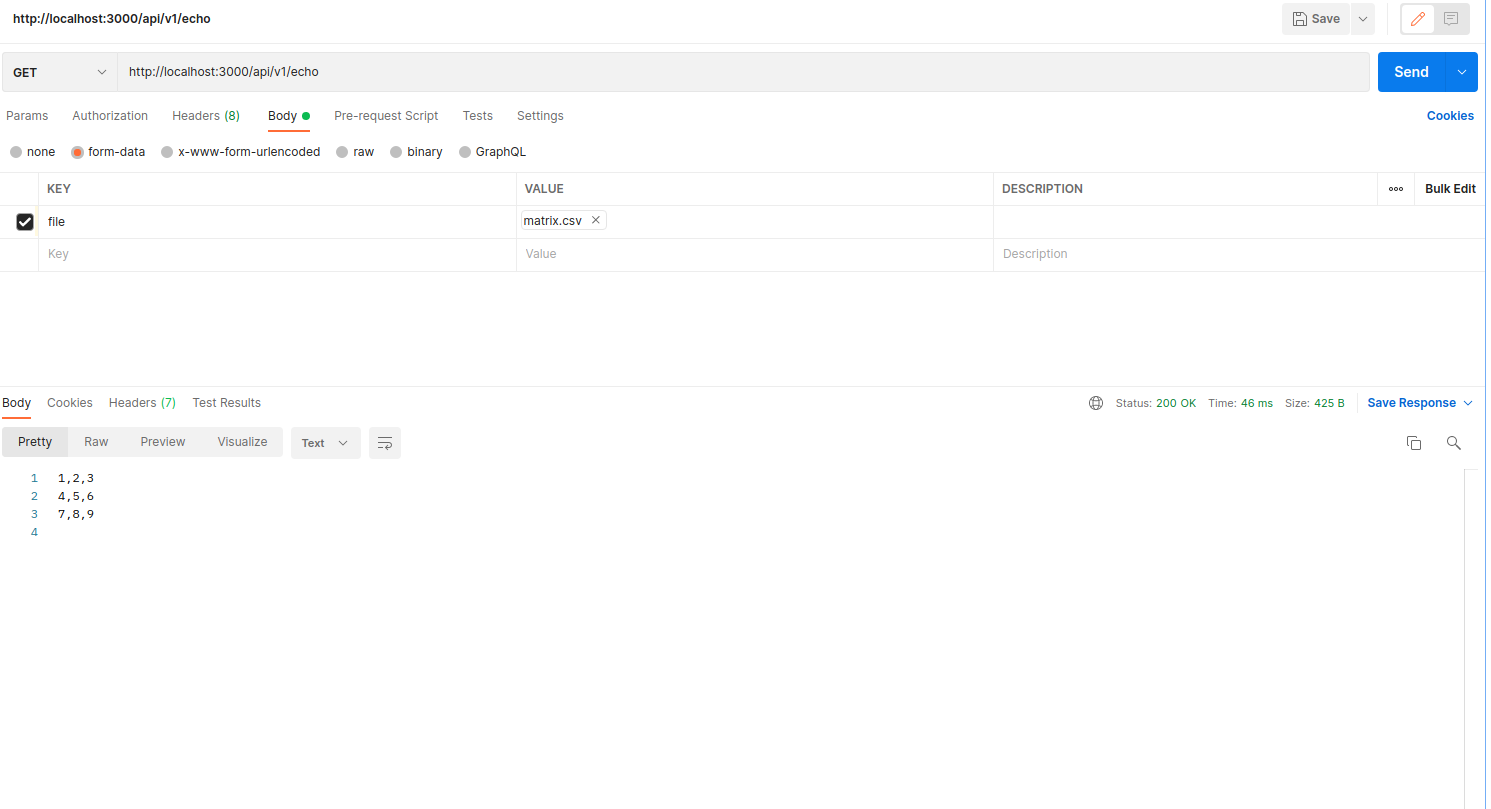 http://localhost:3000/api/v1/echo Save
GET http://localhost:3000/api/v1/echo Send
Params Authorization Headers (8) Body Pre-request Script Tests Settings Cookies
none form-data x-www-form-urlencoded raw binary GraphQL
KEY VALUE DESCRIPTION Bulk Edit
file matrix.csv
Key Value Description
Body Cookies Headers (7) Test Results Status: 200 OK Time: 46 ms Size: 425 B Save Response
Pretty Raw Preview Visualize Text
1 1,2,3
2 4,5,6
3 7,8,9
4